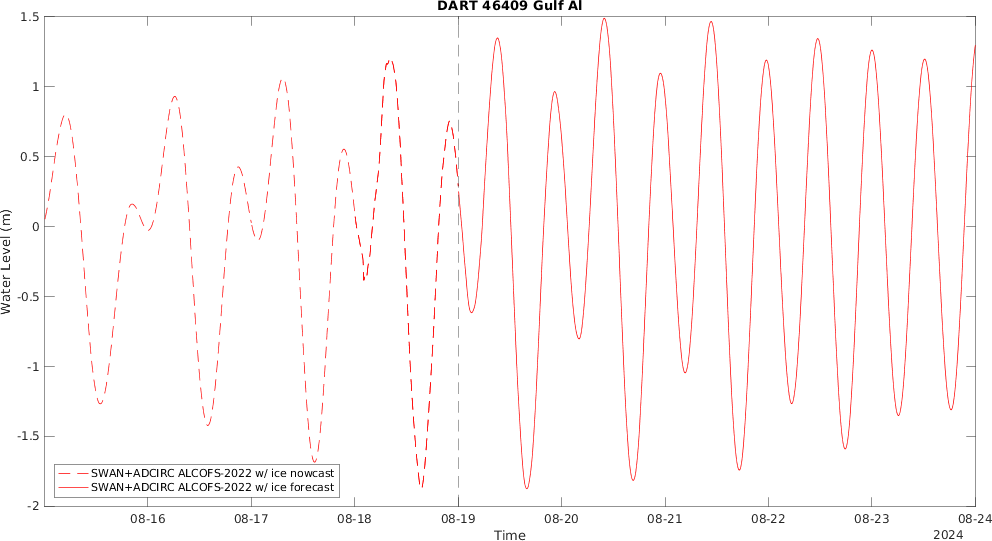 DART 46409 Gulf Al
1.5
1
0.5
0
-0.5
-1
-1.5
-2
Water Level (m)
SWAN+ADCIRC ALCOFS-2022 w/ ice nowcast
SWAN+ADCIRC ALCOFS-2022 w/ ice forecast
08-16 08-17 08-18 08-19 08-20 08-21 08-22 08-23 08-24
Time
2024